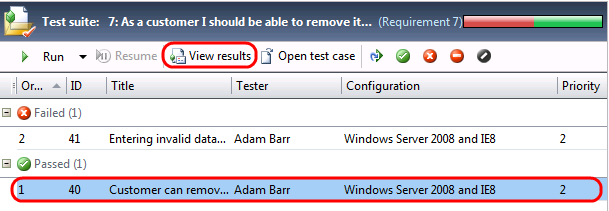 Test suite: 7: As a customer I should be able to remove it... (Requirement 7)
Run Resume View results Open test case
Or... ID Title Tester Configuration Priority
Failed (1)
2 41 Entering invalid data... Adam Barr Windows Server 2008 and IE8 2
Passed (1)
1 40 Customer can remov... Adam Barr Windows Server 2008 and IE8 2